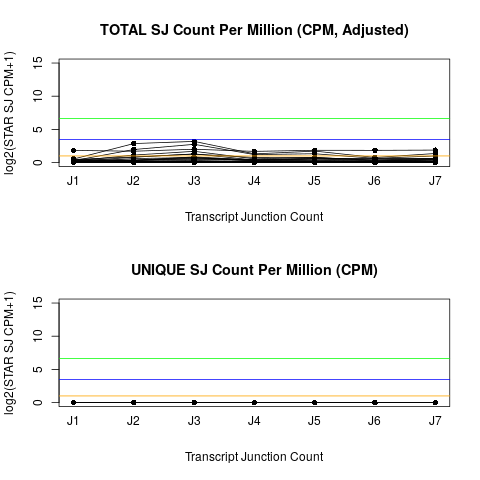 TOTAL SJ Count Per Million (CPM, Adjusted)
log2(STAR SJ CPM+1)
15
10
5
0
J1 J2 J3 J4 J5 J6 J7
Transcript Junction Count
UNIQUE SJ Count Per Million (CPM)
log2(STAR SJ CPM+1)
15
10
5
0
J1 J2 J3 J4 J5 J6 J7
Transcript Junction Count